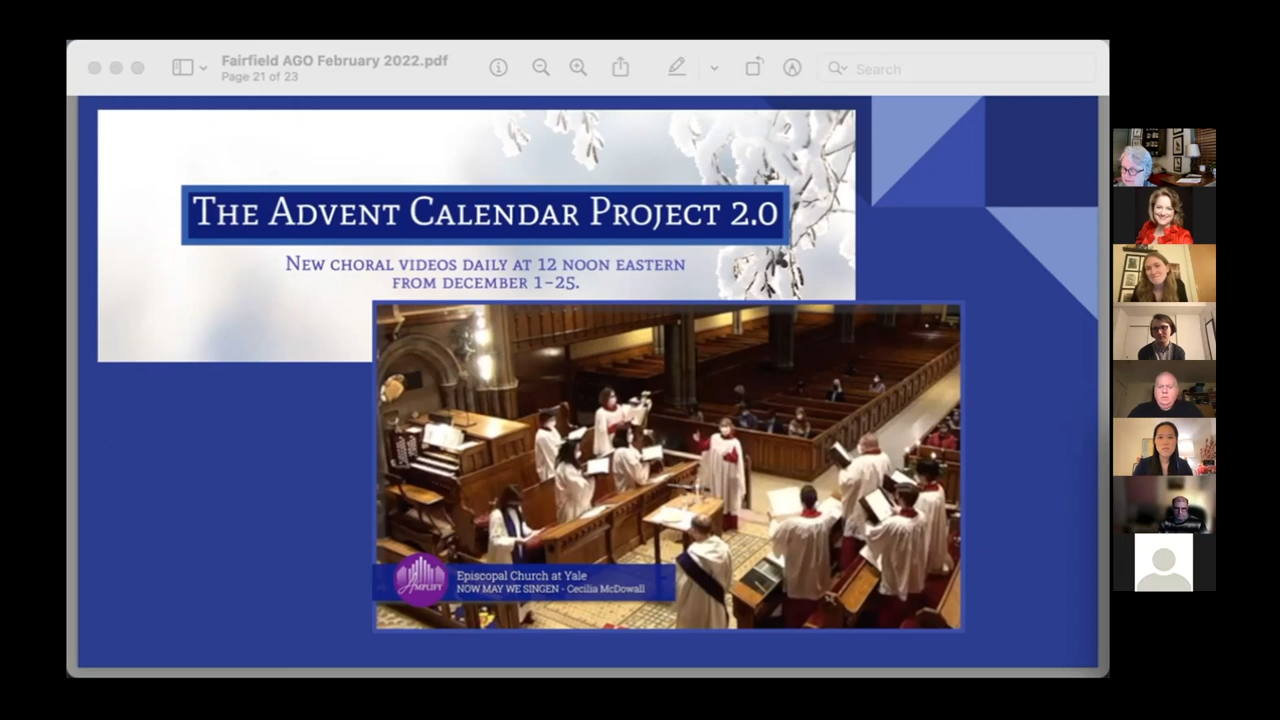 Fairfield AGO February 2022.pdf
Page 21 of 23
Search
THE ADVENT CALENDAR PROJECT 2.0
NEW CHORAL VIDEOS DAILY AT 12 NOON EASTERN
FROM DECEMBER 1-25.
AMPLIFY
Episcopal Church at Yale
NOW MAY WE SINGEN - Cecilia McDowall